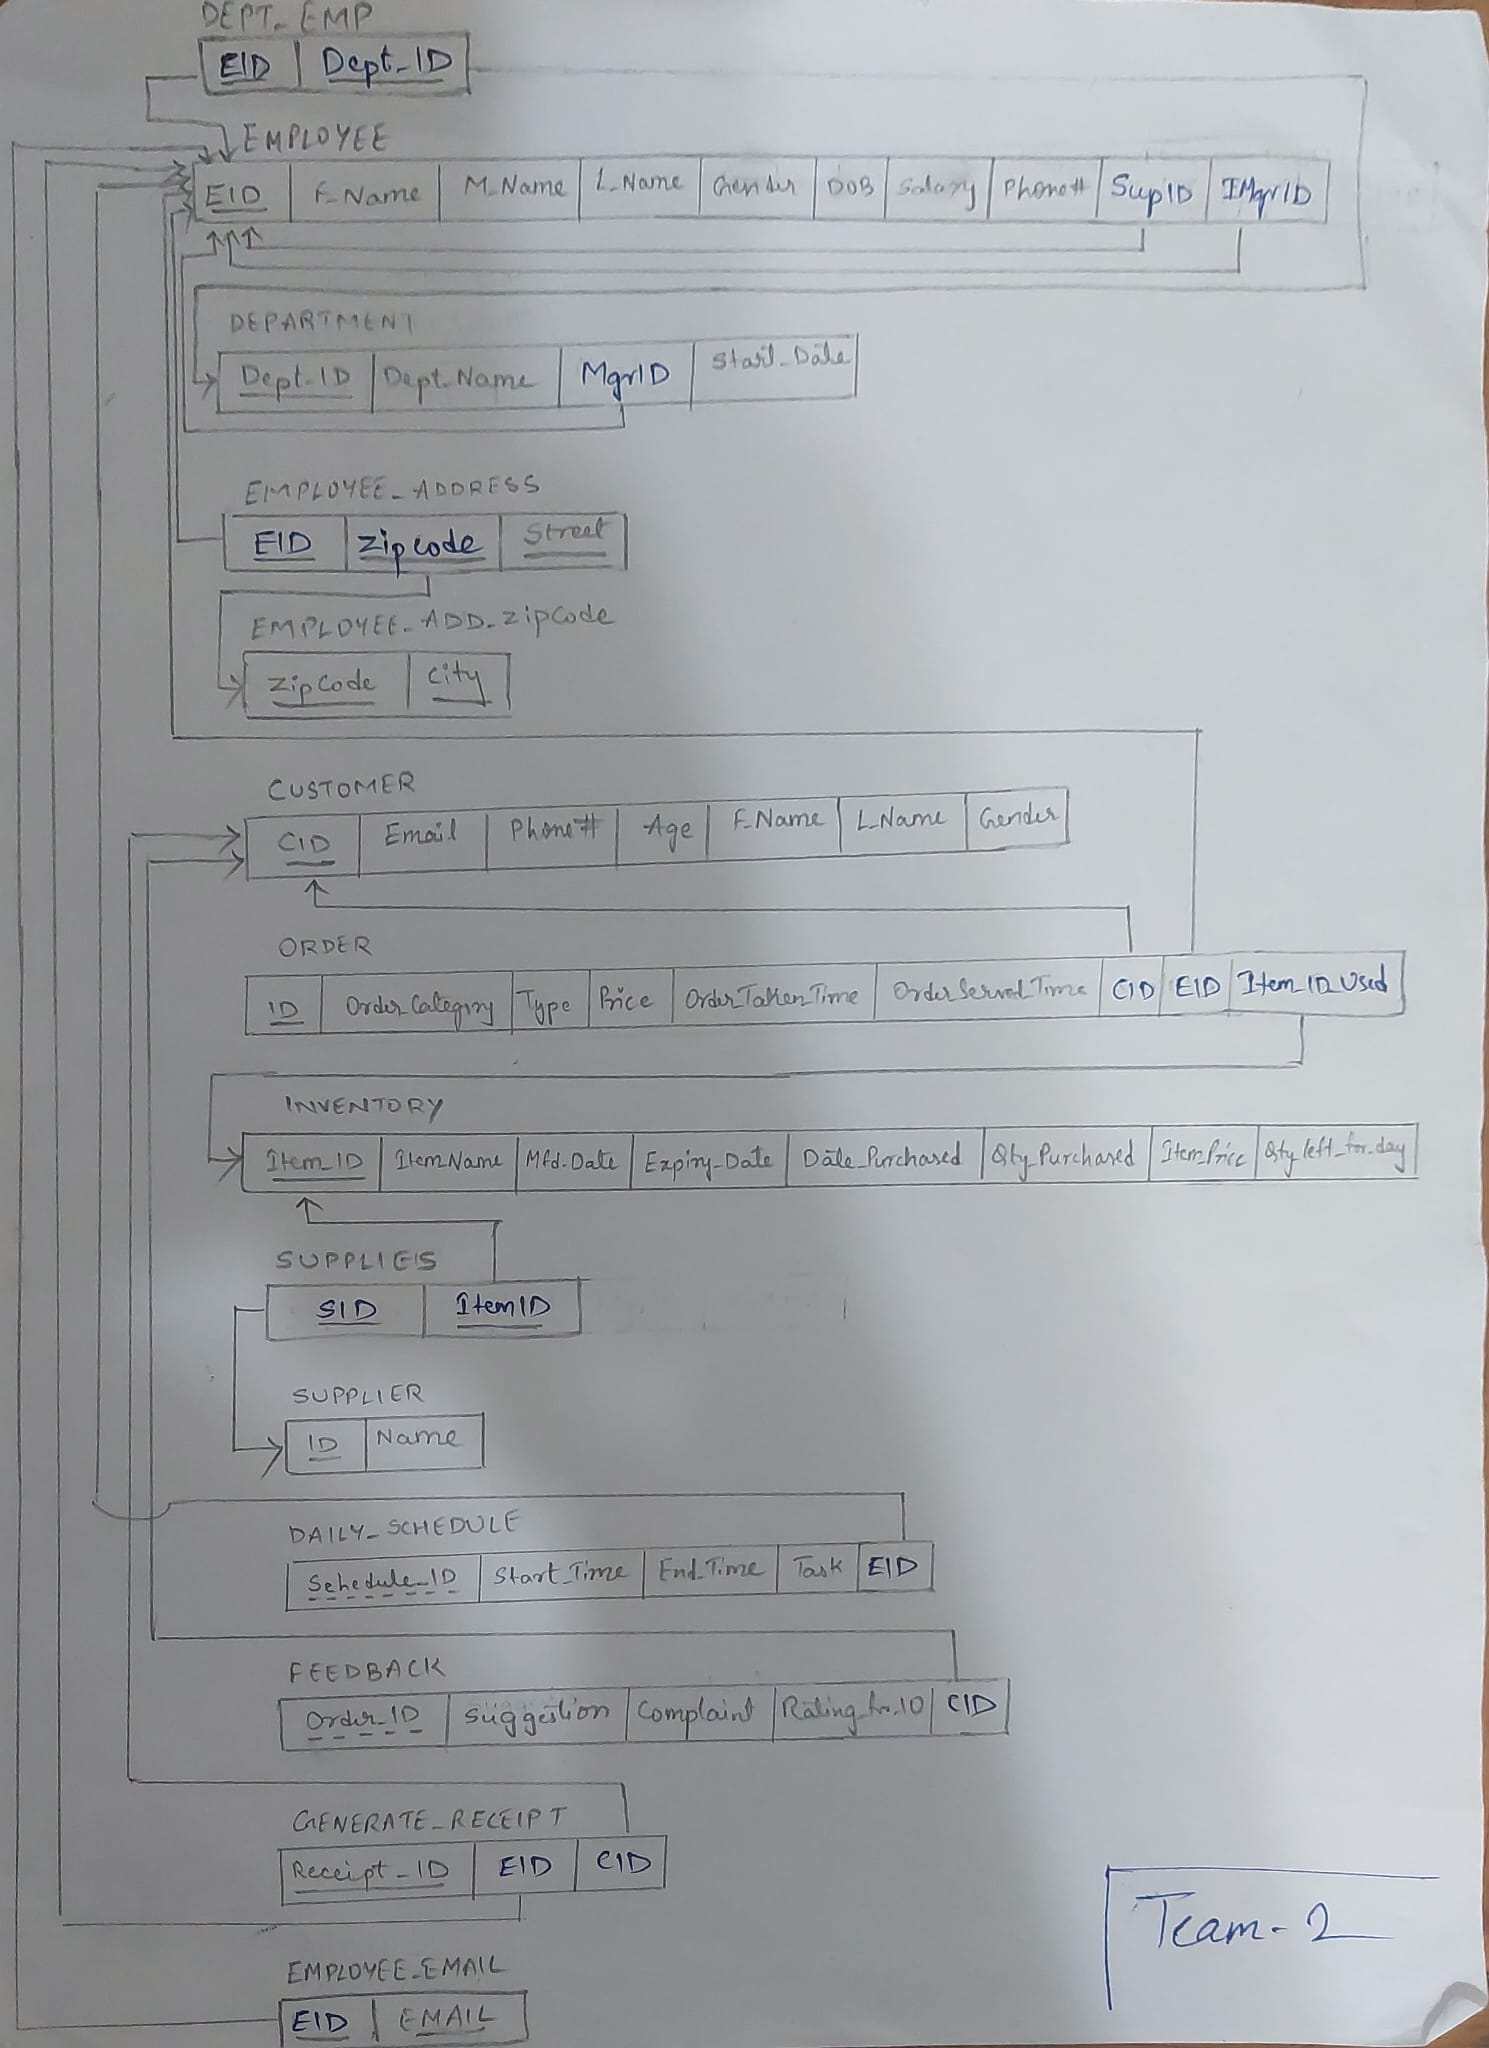 DEPT_EMP
EID Dept_ID
EMPLOYEE
EID F_Name M_Name L_Name Gender DOB Salary Phone# SupID IMgrID
DEPARTMENT
Dept_ID Dept_Name MgrID Start_Date
EMPLOYEE_ADDRESS
EID Zipcode Street
EMPLOYEE_ADD_ZipCode
ZipCode City
CUSTOMER
CID Email Phone# Age F_Name L_Name Gender
ORDER
ID Order_Category Type Price Order_Taken_Time Order_Served_Time CID EID Item_ID_Used
INVENTORY
Item_ID Item_Name Mfd_Date Expiry_Date Date_Purchased Qty_Purchased Item_Price Qty_left_for_day
SUPPLIES
SID ItemID
SUPPLIER
ID Name
DAILY_SCHEDULE
Schedule_ID Start_Time End_Time Task EID
FEEDBACK
Order_ID Suggestion Complaint Rating_for_10 CID
GENERATE_RECEIPT
Receipt_ID EID CID
EMPLOYEE_EMAIL
EID EMAIL
Team-2